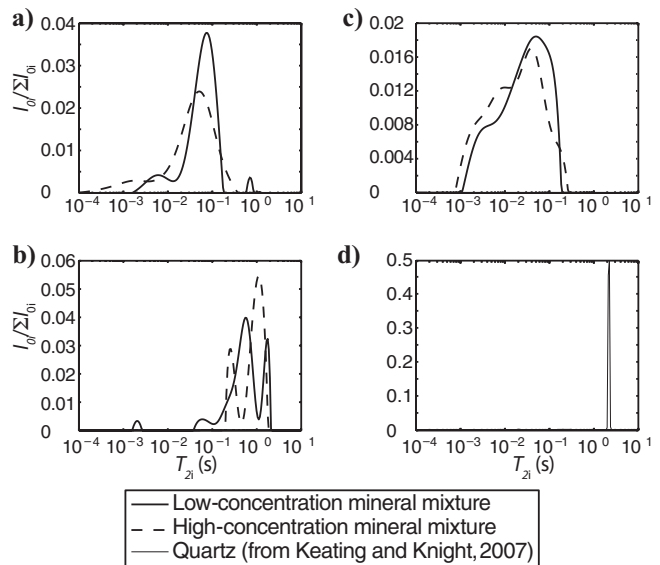 a)
I₀/ΣI₀ᵢ
0.04
0.03
0.02
0.01
0
10⁻⁴ 10⁻³ 10⁻² 10⁻¹ 10⁰ 10¹
c)
0.02
0.016
0.012
0.008
0.004
0
10⁻⁴ 10⁻³ 10⁻² 10⁻¹ 10⁰ 10¹
b)
I₀/ΣI₀ᵢ
0.06
0.05
0.04
0.03
0.02
0.01
0
10⁻⁴ 10⁻³ 10⁻² 10⁻¹ 10⁰ 10¹
T₂ᵢ (s)
d)
0.5
0.4
0.3
0.2
0.1
0
10⁻⁴ 10⁻³ 10⁻² 10⁻¹ 10⁰ 10¹
T₂ᵢ (s)
Low-concentration mineral mixture
High-concentration mineral mixture
Quartz (from Keating and Knight, 2007)